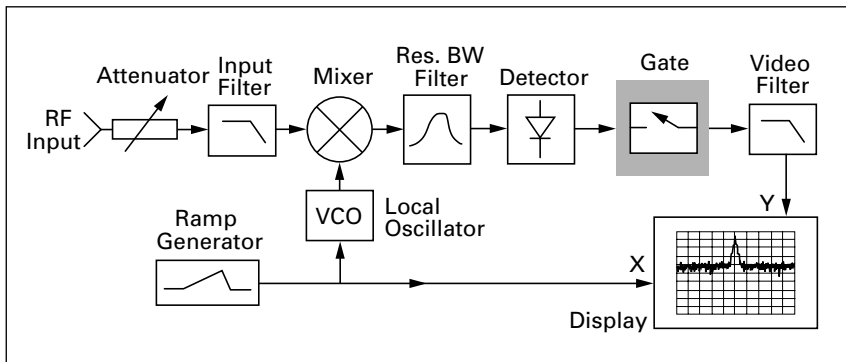 Attenuator
Input
Filter
Mixer
Res. BW
Filter
Detector
Gate
Video
Filter
RF
Input
VCO
Local
Oscillator
Ramp
Generator
Y
X
Display